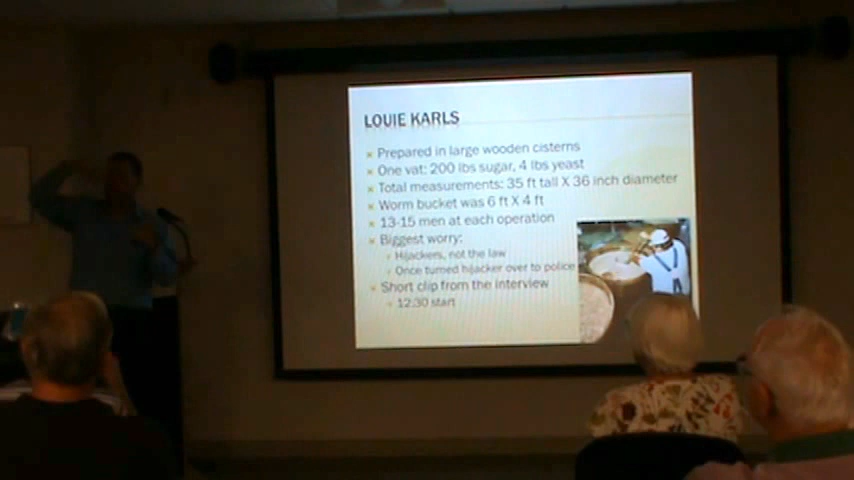 LOUIE KARLS
Prepared in large wooden cisterns
One vat: 200 lbs sugar, 4 lbs yeast
Total measurements: 35 ft tall X 36 inch diameter
Worm bucket was 6 ft X 4 ft
13-15 men at each operation
Biggest worry:
Hijackers, not the law
Once turned hijacker over to police
Short clip from the interview
12:30 start